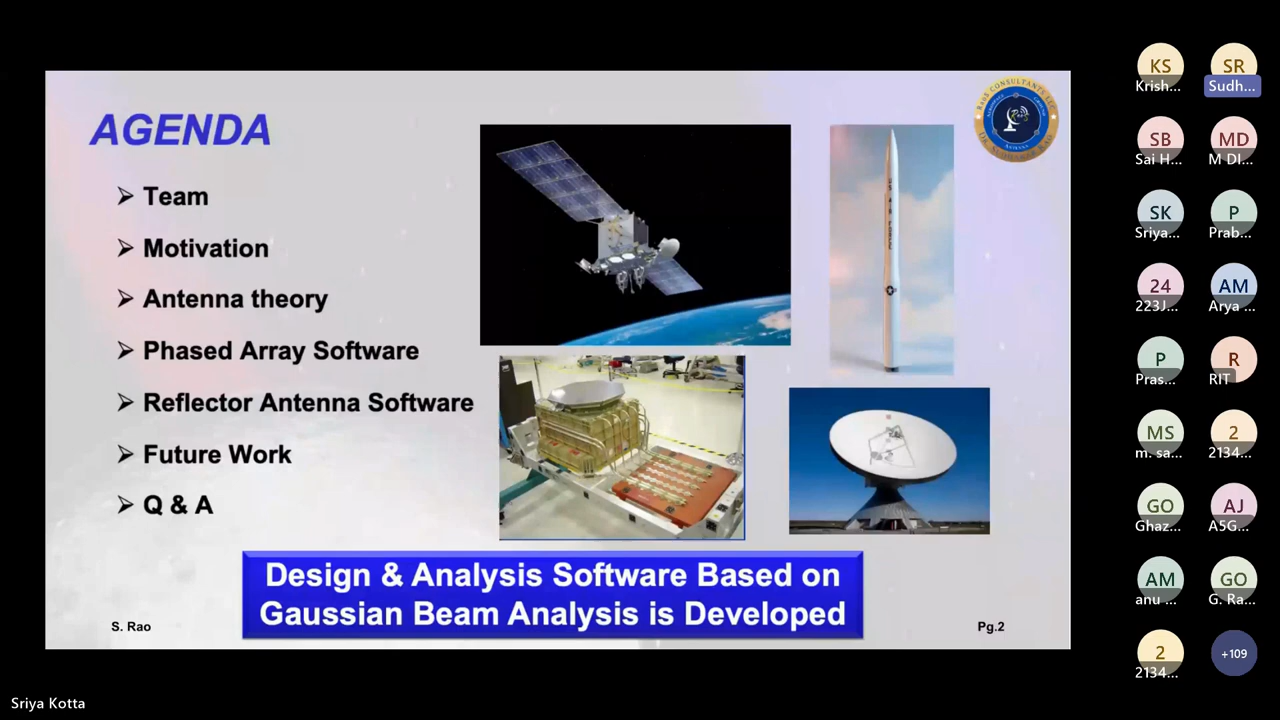 AGENDA
Team
Motivation
Antenna theory
Phased Array Software
Reflector Antenna Software
Future Work
Q & A
Design & Analysis Software Based on
Gaussian Beam Analysis is Developed
S. Rao
Pg.2
Sriya Kotta
KS
Krish...
SR
Sudh...
SB
Sai H...
MD
M DI...
SK
Sriya...
P
Prab...
24
223J...
AM
Arya ...
P
Pras...
R
RIT
MS
m. sa...
2
2134...
GO
Ghaz...
AJ
A5G...
AM
anu ...
GO
G. Ra...
2
2134...
+109